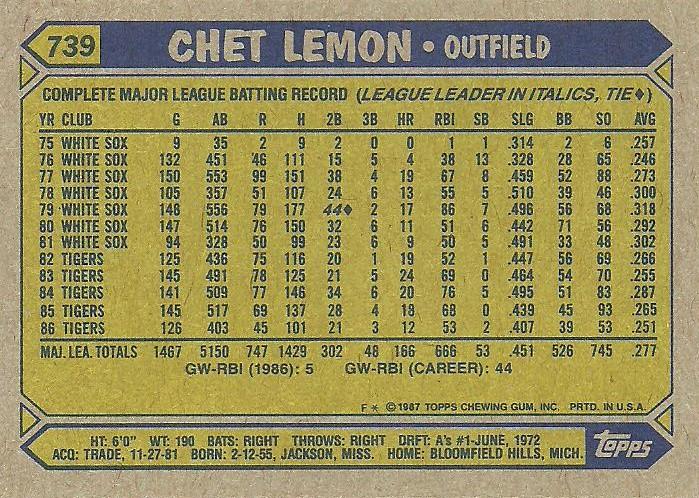 739 CHET LEMON • OUTFIELD
COMPLETE MAJOR LEAGUE BATTING RECORD (LEAGUE LEADER IN ITALICS, TIE♦)
YR CLUB G AB R H 2B 3B HR RBI SB SLG BB SO AVG
75 WHITE SOX 9 35 2 9 2 0 0 1 1 .314 2 6 .257
76 WHITE SOX 132 451 46 111 15 5 4 38 13 .328 28 65 .246
77 WHITE SOX 150 553 99 151 38 4 19 67 8 .459 52 88 .273
78 WHITE SOX 105 357 51 107 24 6 13 55 5 .510 39 46 .300
79 WHITE SOX 148 556 79 177 44♦ 2 17 86 7 .496 56 68 .318
80 WHITE SOX 147 514 76 150 32 6 11 51 6 .442 71 56 .292
81 WHITE SOX 94 328 50 99 23 6 9 50 5 .491 33 48 .302
82 TIGERS 125 436 75 116 20 1 19 52 1 .447 56 69 .266
83 TIGERS 145 491 78 125 21 5 24 69 0 .464 54 70 .255
84 TIGERS 141 509 77 146 34 6 20 76 5 .495 51 83 .287
85 TIGERS 145 517 69 137 28 4 18 68 0 .439 45 93 .265
86 TIGERS 126 403 45 101 21 3 12 53 2 .407 39 53 .251
MAJ. LEA. TOTALS 1467 5150 747 1429 302 48 166 666 53 .451 526 745 .277
GW-RBI (1986): 5 GW-RBI (CAREER): 44
F * © 1987 TOPPS CHEWING GUM, INC. PRTD. IN U.S.A.
HT: 6'0" WT: 190 BATS: RIGHT THROWS: RIGHT DRFT: A's #1-JUNE, 1972
ACQ: TRADE, 11-27-81 BORN: 2-12-55, JACKSON, MISS. HOME: BLOOMFIELD HILLS, MICH.
TOPPS